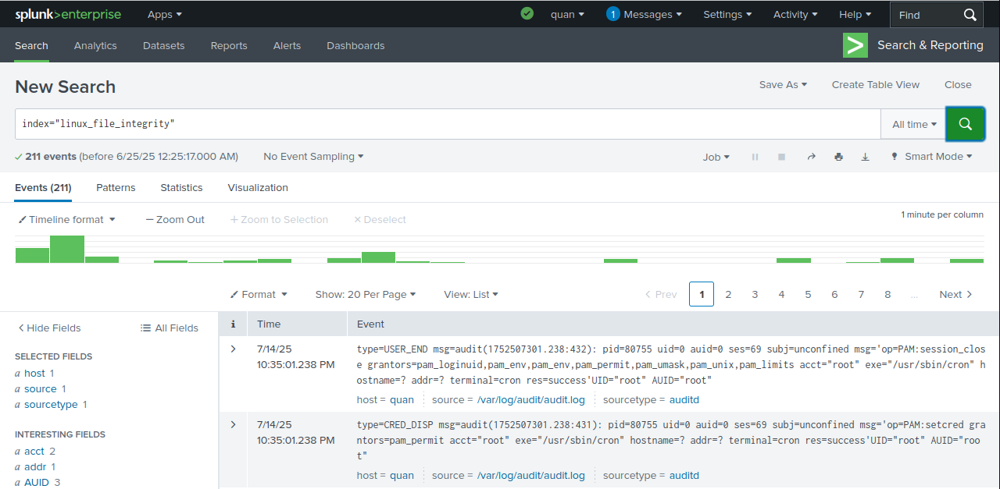 splunk>enterprise Apps quan 1 Messages Settings Activity Help Find
Search Analytics Datasets Reports Alerts Dashboards > Search & Reporting
New Search Save As Create Table View Close
index="linux_file_integrity" All time
211 events (before 6/25/25 12:25:17.000 AM) No Event Sampling Job Smart Mode
Events (211) Patterns Statistics Visualization
Timeline format — Zoom Out + Zoom to Selection × Deselect 1 minute per column
Format Show: 20 Per Page View: List < Prev 1 2 3 4 5 6 7 8 ... Next >
< Hide Fields All Fields
SELECTED FIELDS
a host 1
a source 1
a sourcetype 1
INTERESTING FIELDS
a acct 2
a addr 1
a AUID 3
i Time Event
> 7/14/25
10:35:01.238 PM
type=USER_END msg=audit(1752507301.238:432): pid=80755 uid=0 auid=0 ses=69 subj=unconfined msg='op=PAM:session_clos
e grantors=pam_loginuid,pam_env,pam_env,pam_permit,pam_umask,pam_unix,pam_limits acct="root" exe="/usr/sbin/cron" h
ostname=? addr=? terminal=cron res=success'UID="root" AUID="root"
host = quan source = /var/log/audit/audit.log sourcetype = auditd
> 7/14/25
10:35:01.238 PM
type=CRED_DISP msg=audit(1752507301.238:431): pid=80755 uid=0 auid=0 ses=69 subj=unconfined msg='op=PAM:setcred gra
ntors=pam_permit acct="root" exe="/usr/sbin/cron" hostname=? addr=? terminal=cron res=success'UID="root" AUID="roo
t"
host = quan source = /var/log/audit/audit.log sourcetype = auditd